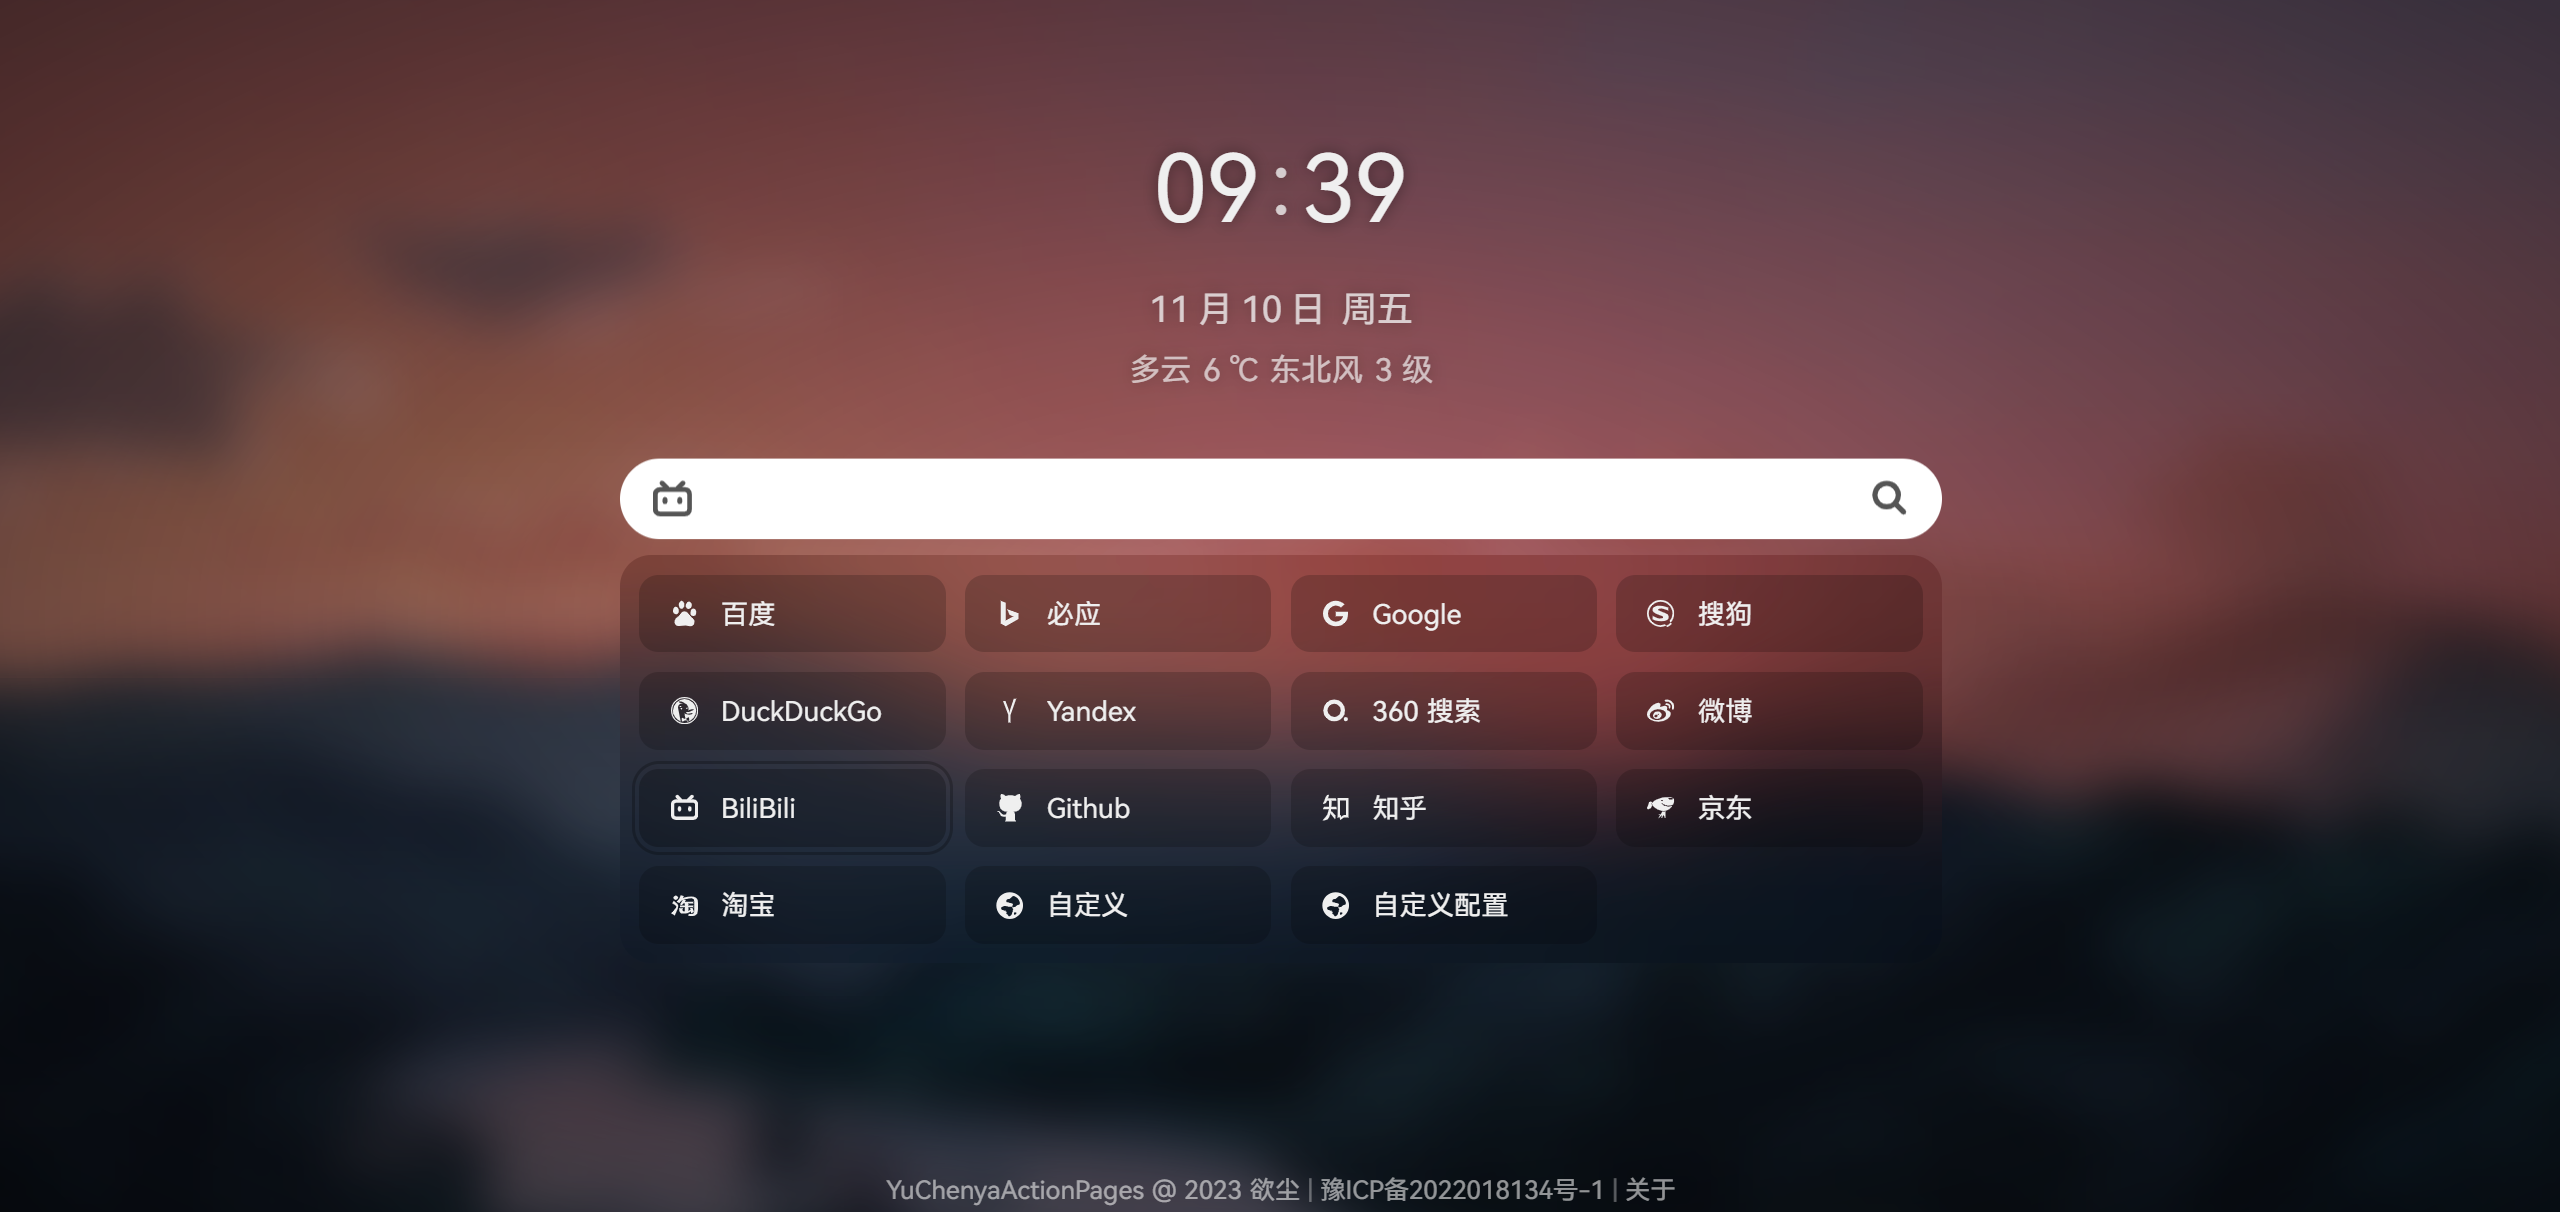 09:39
11 月 10 日 周五
多云 6 ℃ 东北风 3 级
百度 必应 Google 搜狗
DuckDuckGo Yandex 360 搜索 微博
BiliBili Github 知 知乎 京东
淘 淘宝 自定义 自定义配置
YuChenyaActionPages @ 2023 欲尘 | 豫ICP备2022018134号-1 | 关于